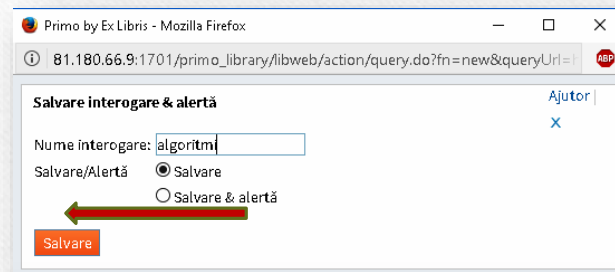 Primo by Ex Libris - Mozilla Firefox
81.180.66.9:1701/primo_library/libweb/action/query.do?fn=new&queryUrl=
ABP
Salvare interogare & alertă
Ajutor
x
Nume interogare: algoritmi
Salvare/Alertă Salvare
Salvare & alertă
Salvare